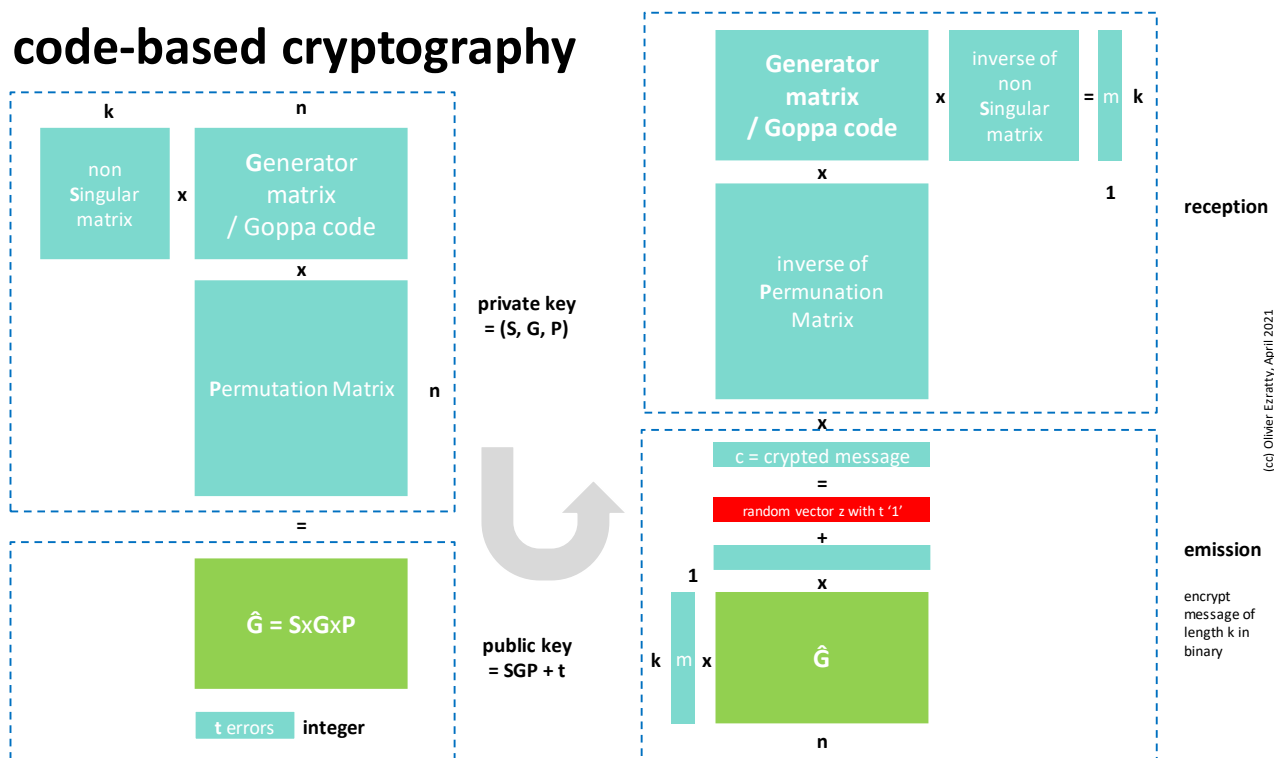 code-based cryptography
k
n
non
Singular
matrix
x
Generator
matrix
/ Goppa code
x
Permutation Matrix
n
private key
= (S, G, P)
=
Ĝ = SxGxP
public key
= SGP + t
t errors
integer
Generator
matrix
/ Goppa code
x
inverse of
non
Singular
matrix
=
m
k
1
x
inverse of
Permunation
Matrix
reception
x
c = crypted message
=
random vector z with t ‘1’
+
x
1
k
m
x
Ĝ
n
emission
encrypt
message of
length k in
binary
(cc) Olivier Ezratty, April 2021